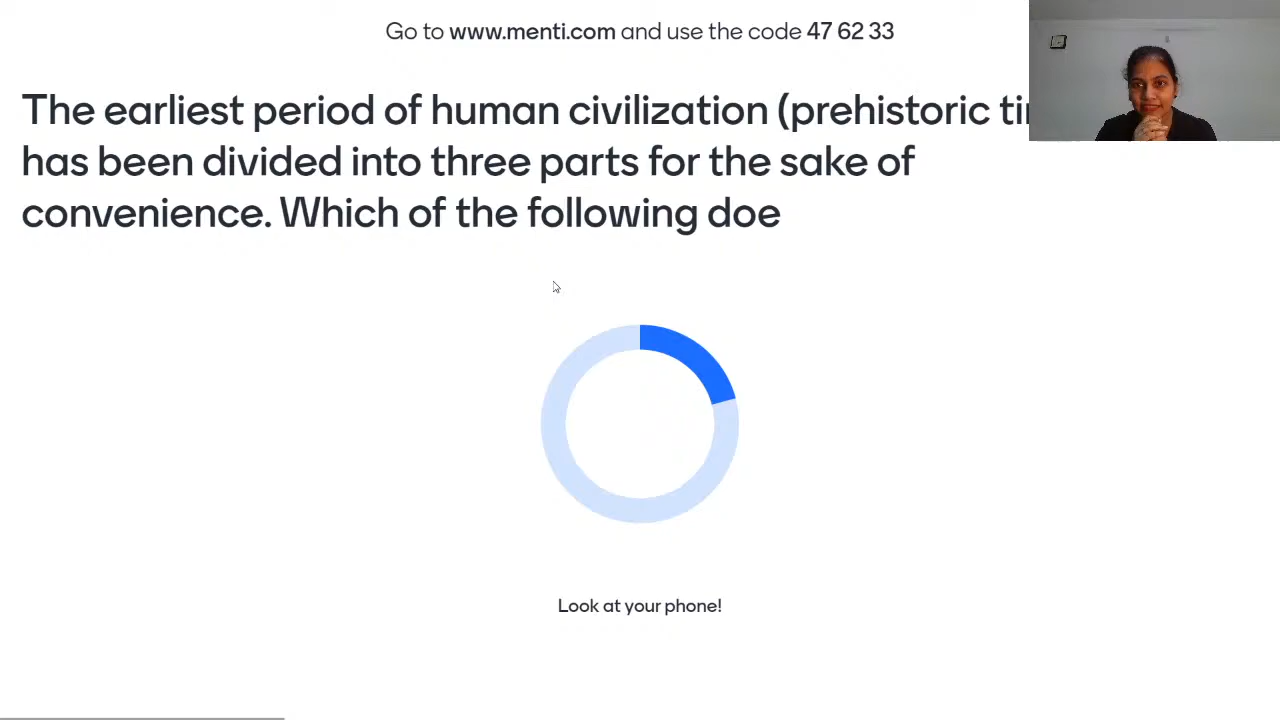 Go to www.menti.com and use the code 47 62 33
The earliest period of human civilization (prehistoric
has been divided into three parts for the sake of
convenience. Which of the following doe
Look at your phone!